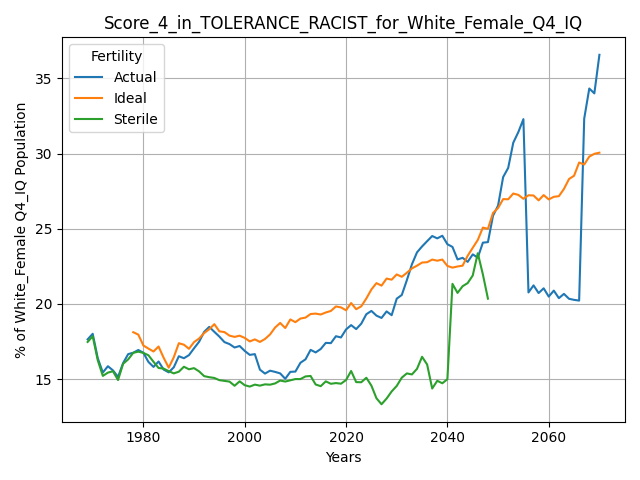 Score_4_in_TOLERANCE_RACIST_for_White_Female_Q4_IQ
% of White_Female Q4_IQ Population
35
30
25
20
15
Fertility
Actual
Ideal
Sterile
1980 2000 2020 2040 2060
Years